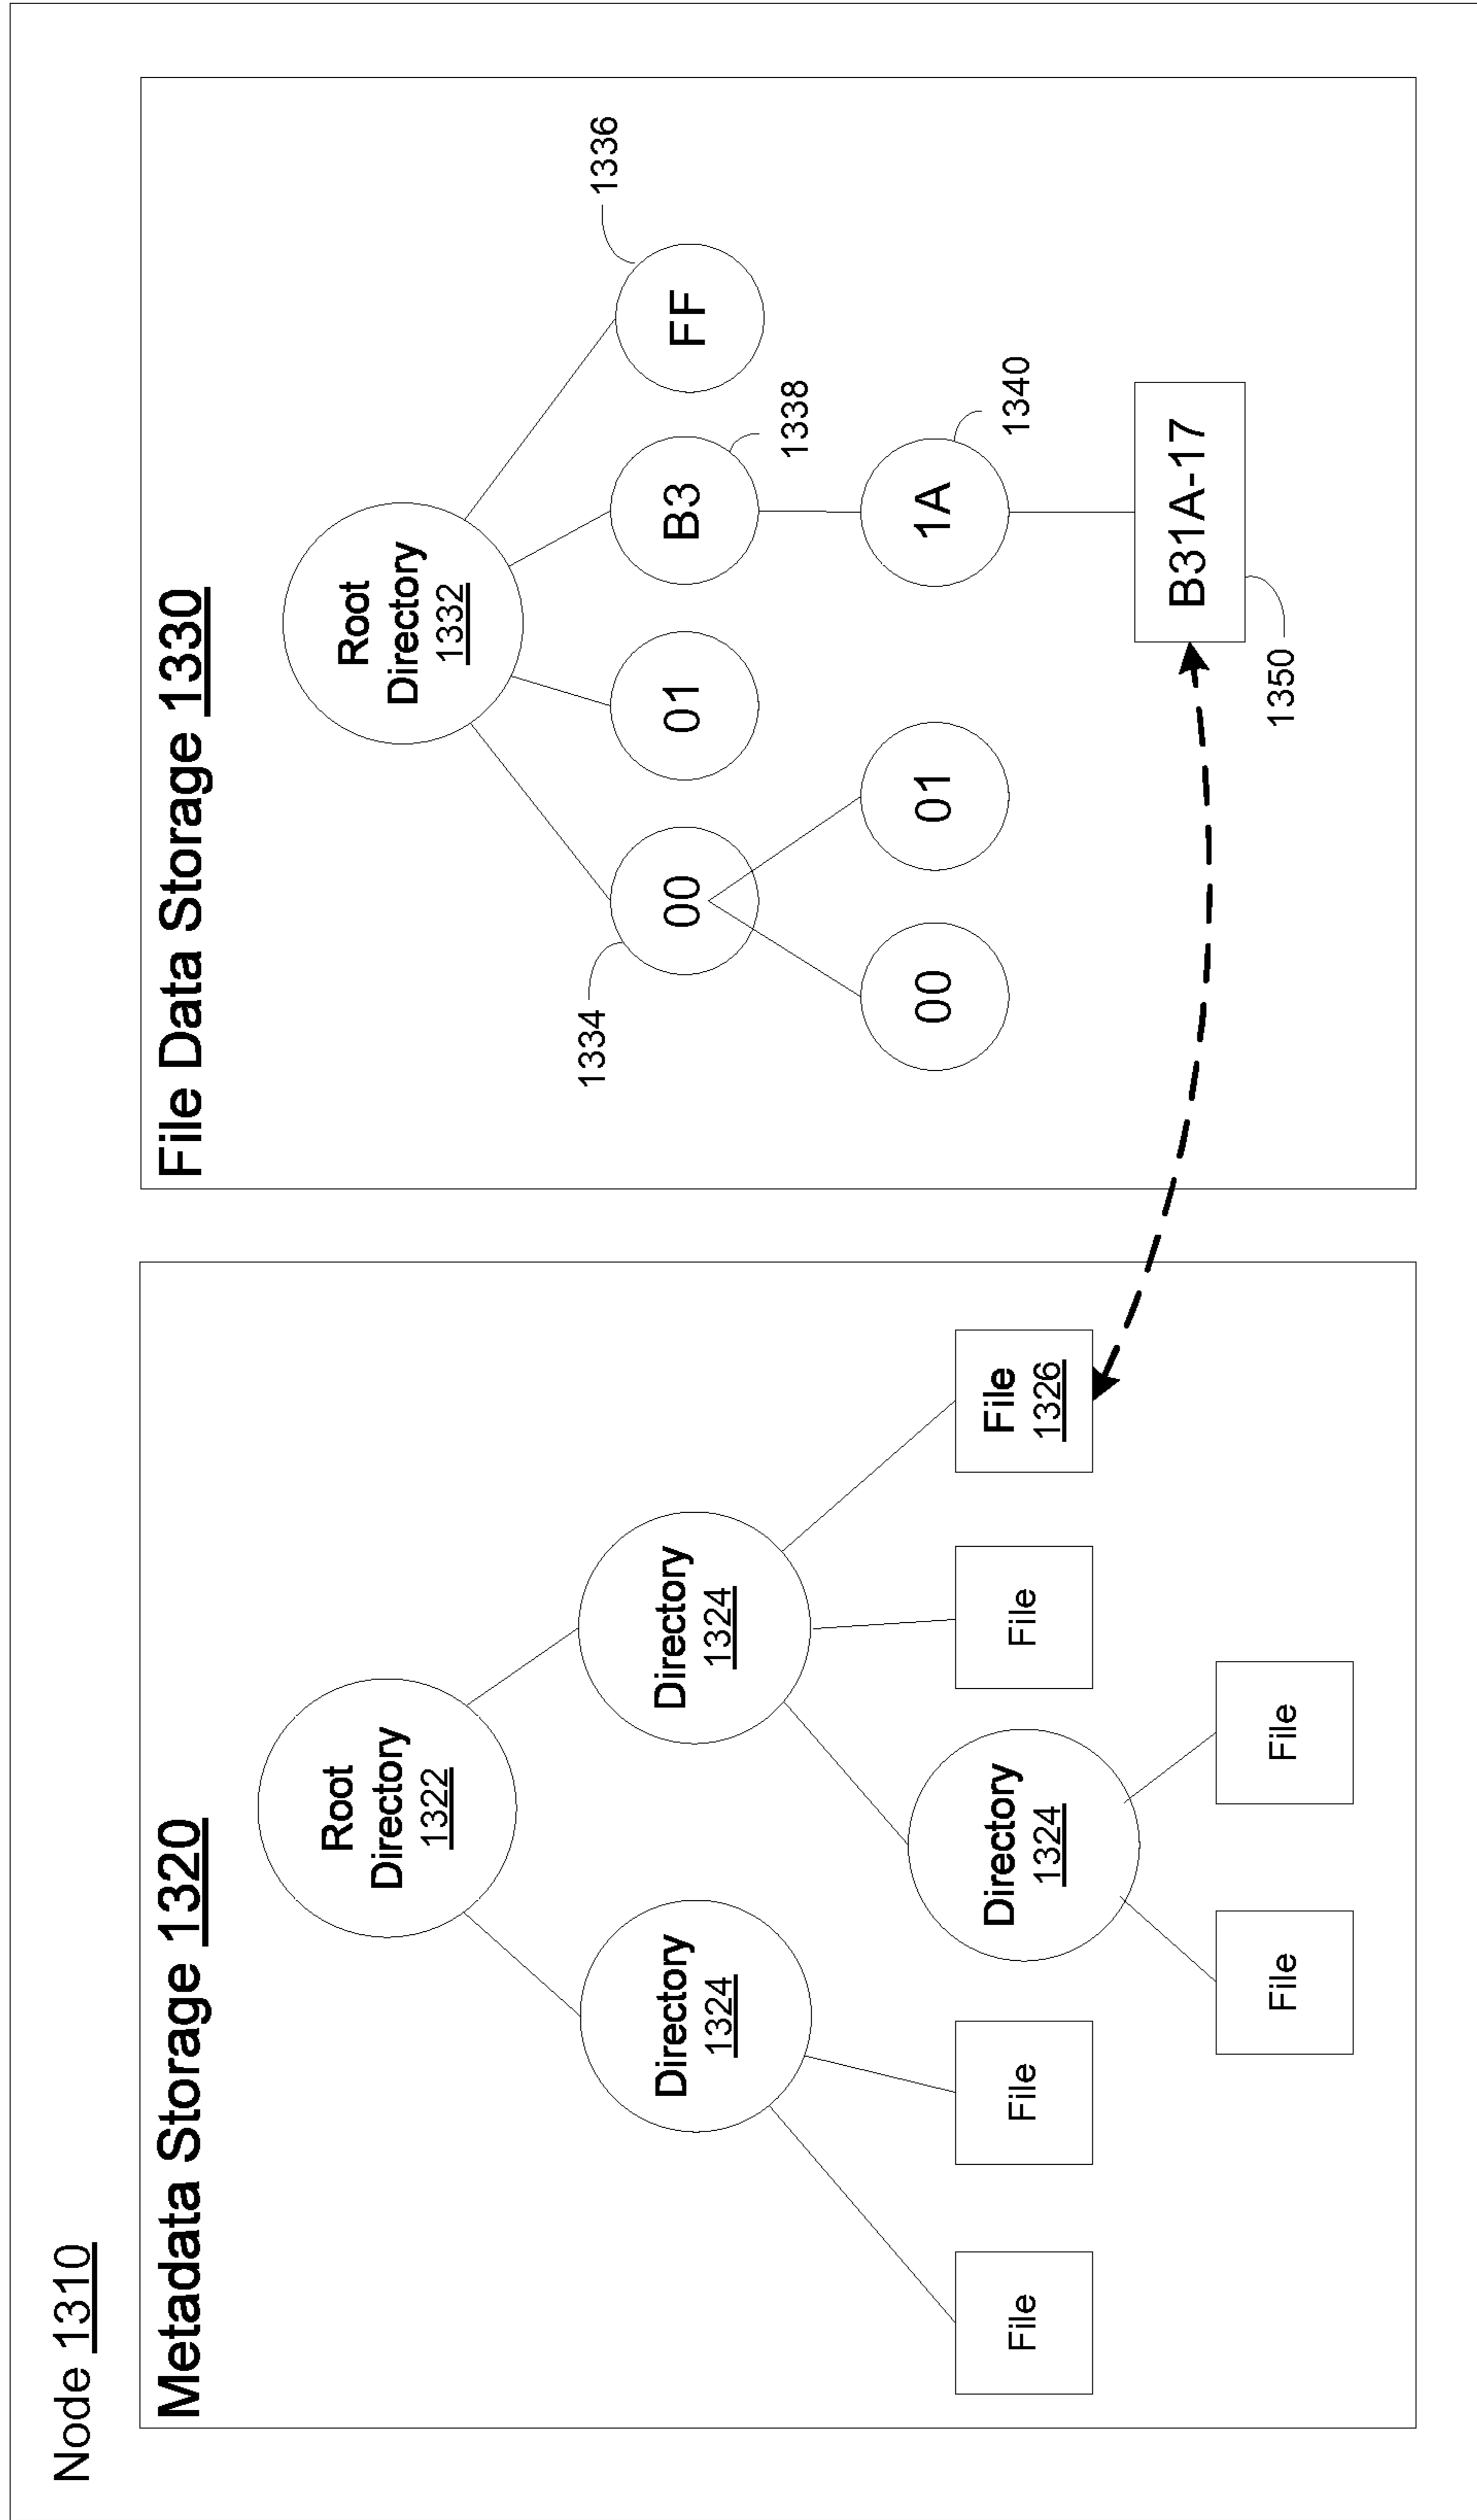 Node 1310
Metadata Storage 1320
Root
Directory
1322
Directory
1324
Directory
1324
File
File
Directory
1324
File
File
1326
File
File
File Data Storage 1330
Root
Directory
1332
1334
1336
00
01
B3
FF
1338
00
01
1A
1340
B31A-17
1350